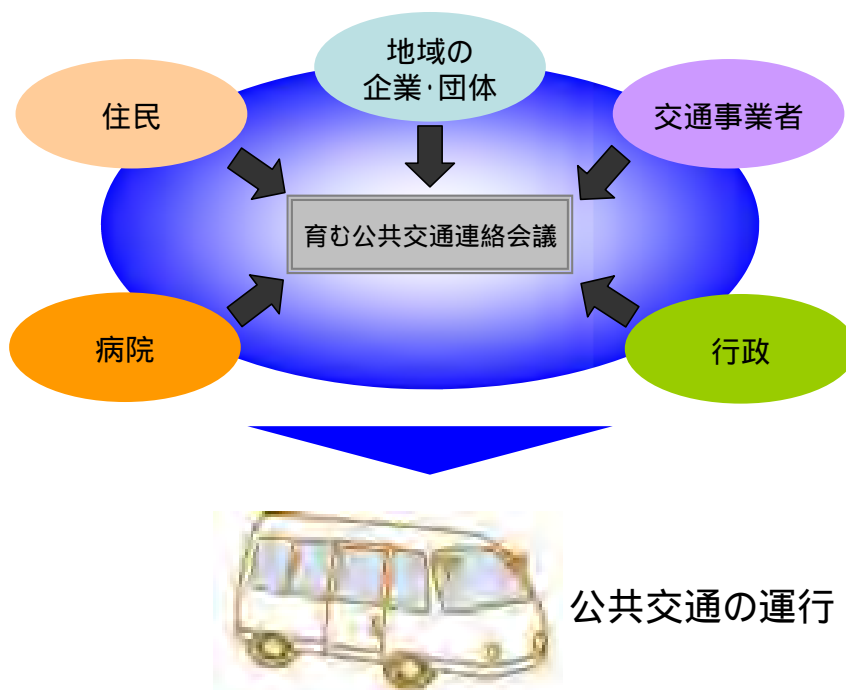 地域の
企業・団体
住民
交通事業者
育む公共交通連絡会議
病院
行政
公共交通の運行